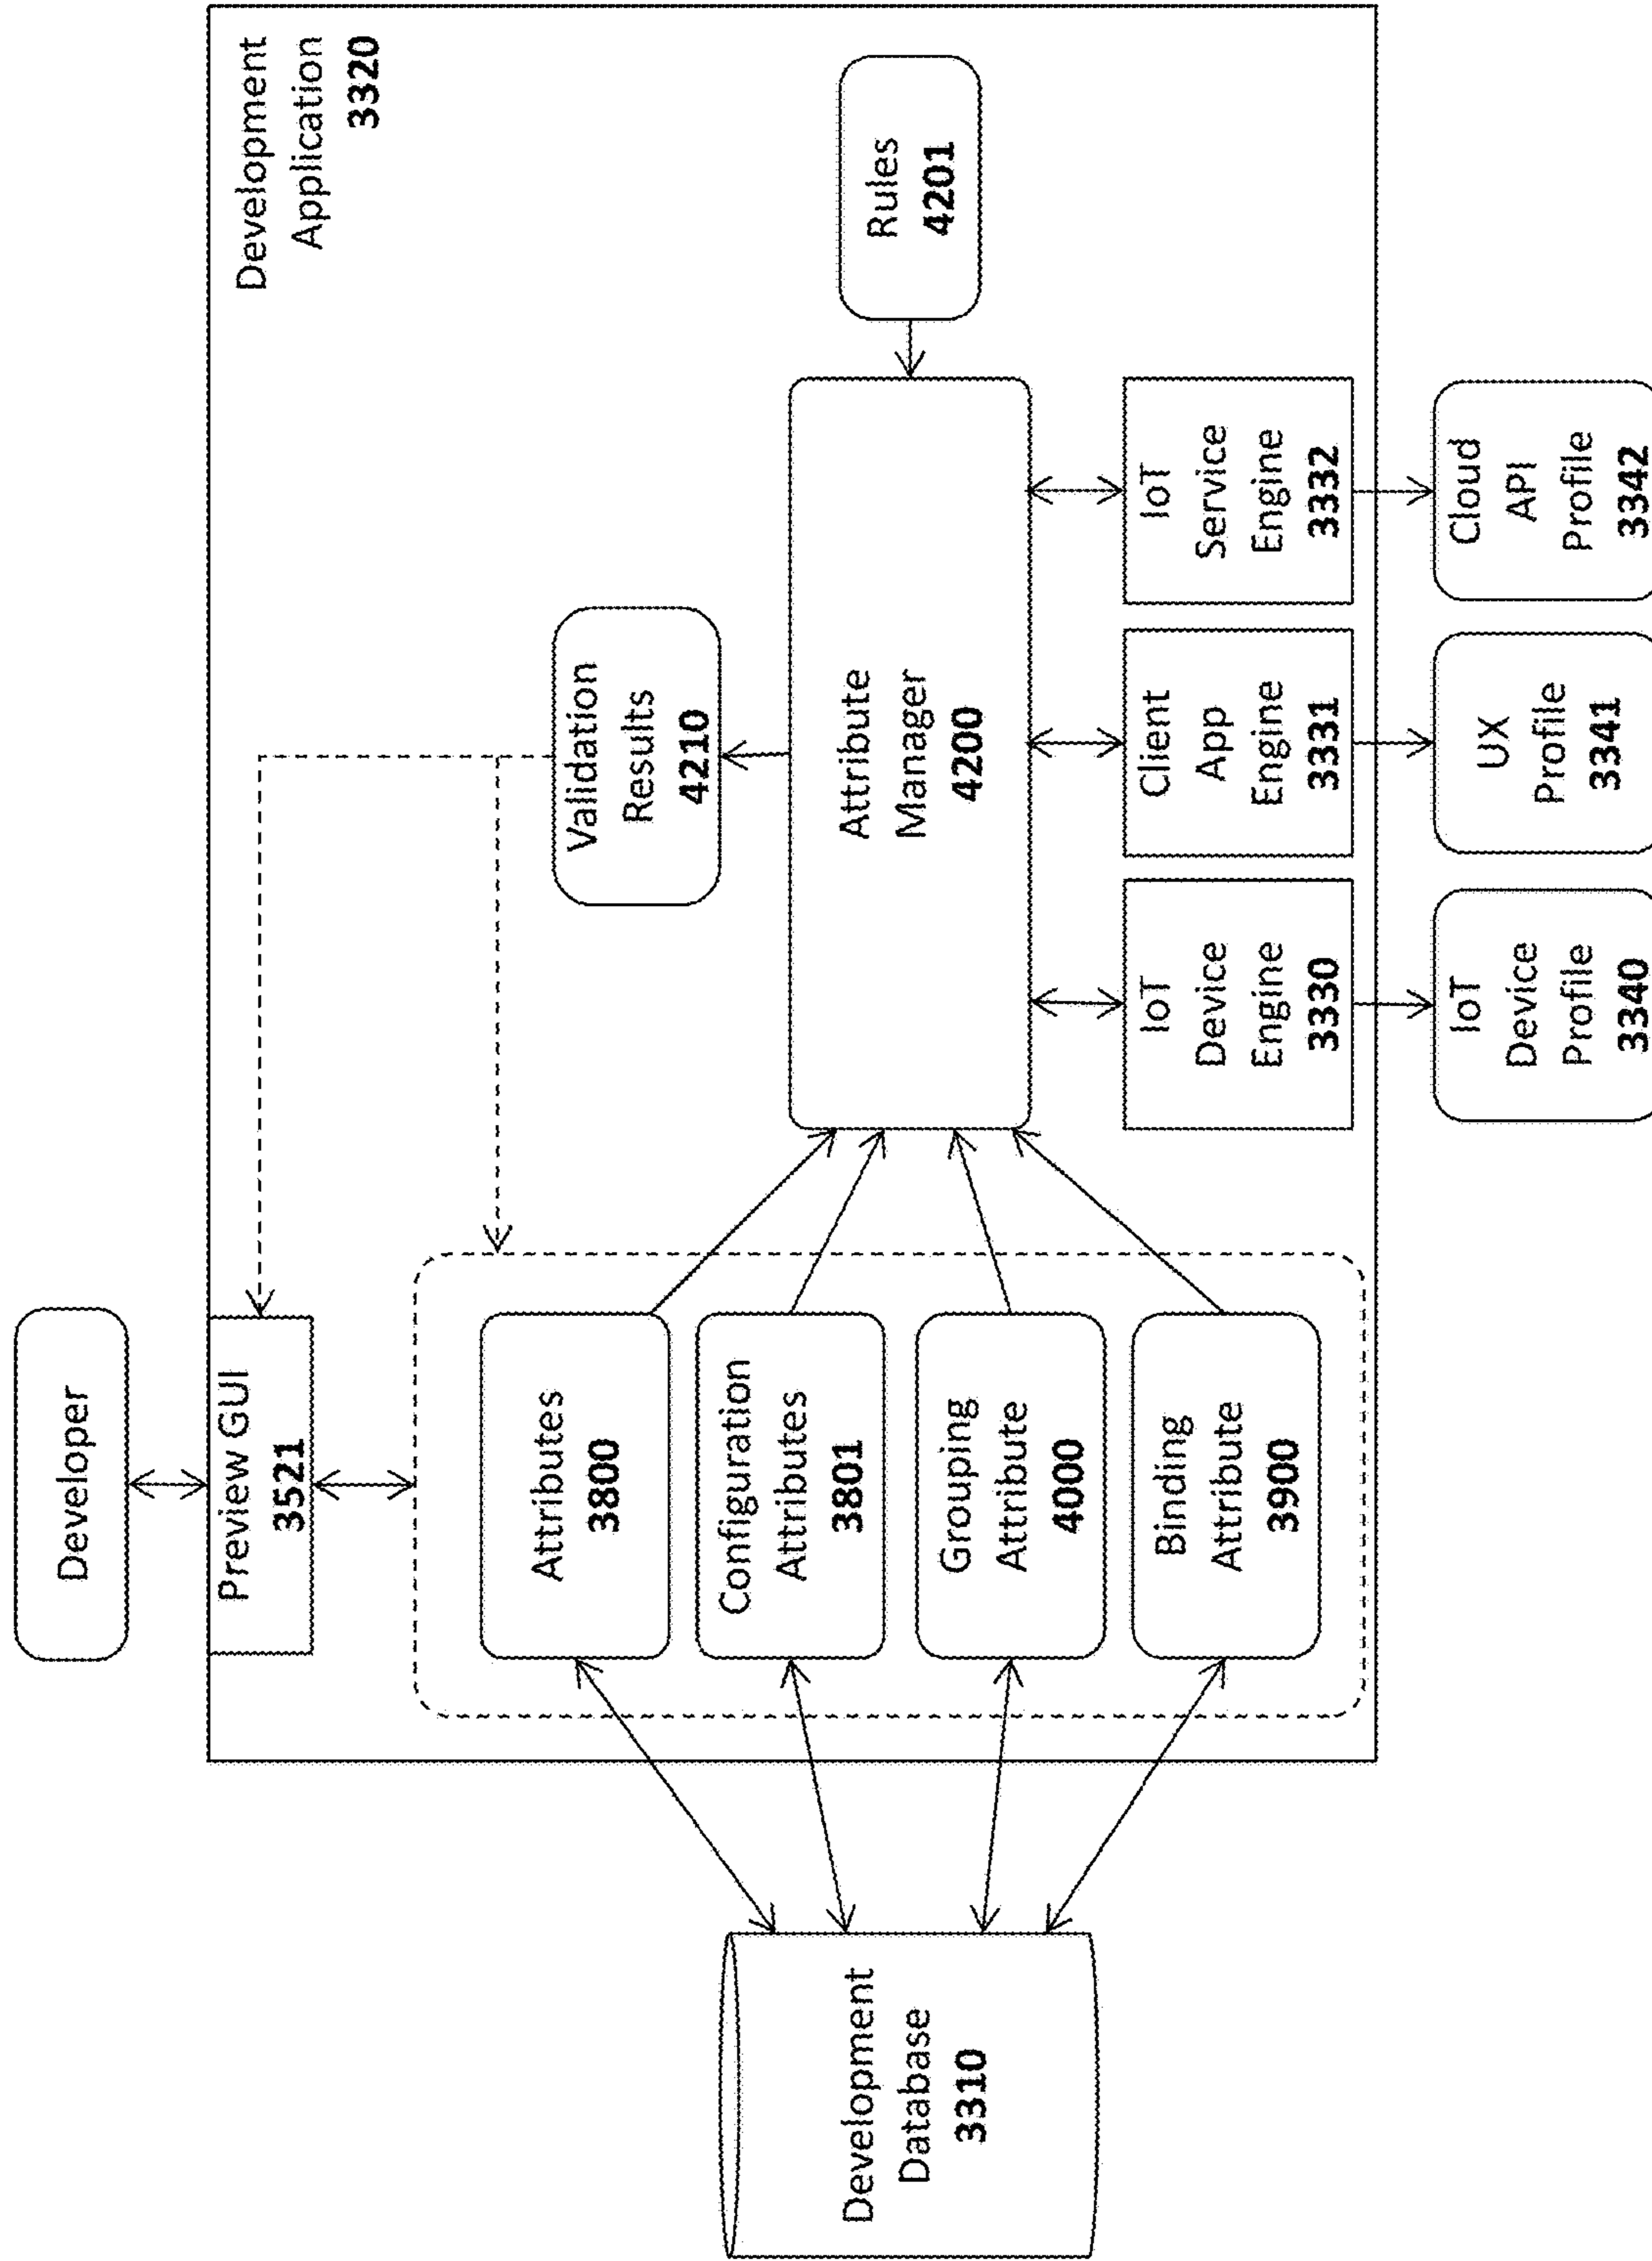 Developer
Development
Application
3320
Preview GUI
3521
Attributes
3800
Configuration
Attributes
3801
Grouping
Attribute
4000
Binding
Attribute
3900
Development
Database
3310
Validation
Results
4210
Attribute
Manager
4200
Rules
4201
IoT
Device
Engine
3330
Client
App
Engine
3331
IoT
Service
Engine
3332
IoT
Device
Profile
3340
UX
Profile
3341
Cloud
API
Profile
3342